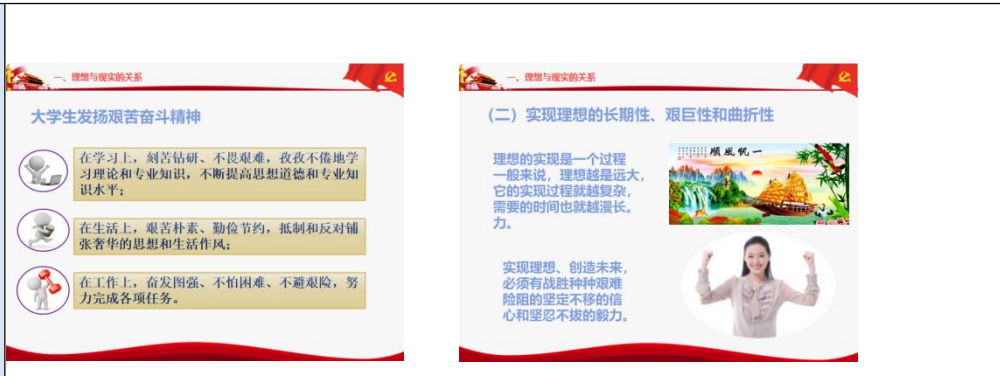 一、理想与现实的关系
大学生发扬艰苦奋斗精神
在学习上，刻苦钻研、不畏艰难，孜孜不倦地学
习理论和专业知识，不断提高思想道德和专业知
识水平；
在生活上，艰苦朴素、勤俭节约，抵制和反对铺
张奢华的思想和生活作风；
在工作上，奋发图强、不怕困难、不避艰险，努
力完成各项任务。
一、理想与现实的关系
（二）实现理想的长期性、艰巨性和曲折性
理想的实现是一个过程
一般来说，理想越是远大，
它的实现过程就越复杂，
需要的时间也就越漫长。
力。
順風帆一
实现理想、创造未来，
必须有战胜种种艰难
险阻的坚定不移的信
心和坚忍不拔的毅力。